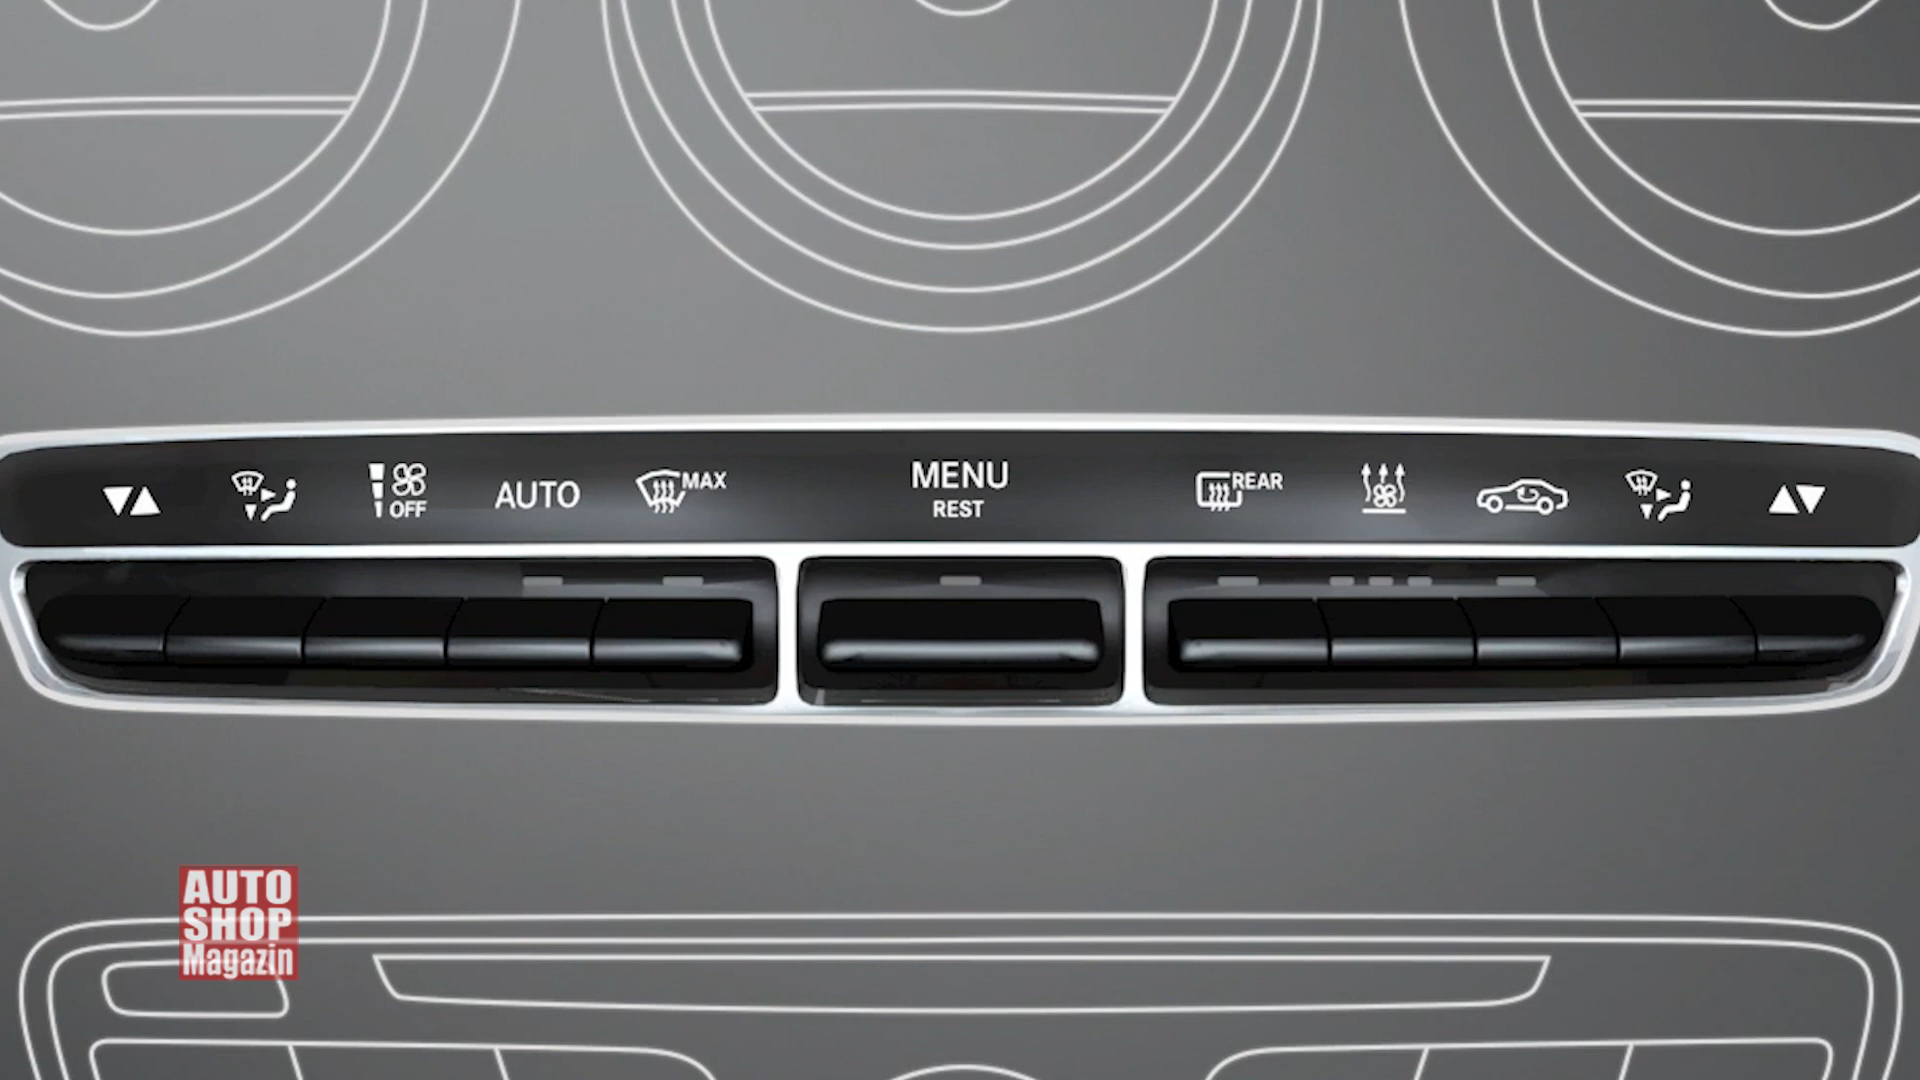 OFF
AUTO
MAX
MENU
REST
REAR
AUTO
SHOP
Magazin